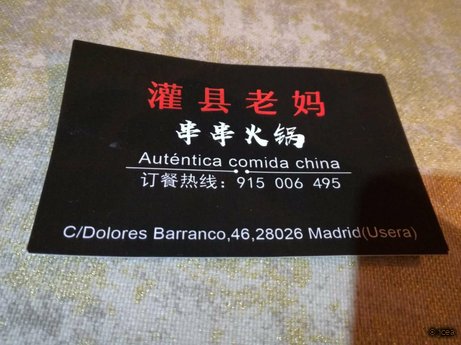 灌县老妈
串串火锅
Auténtica comida china
订餐热线：915 006 495
C/Dolores Barranco,46,28026 Madrid(Usera)